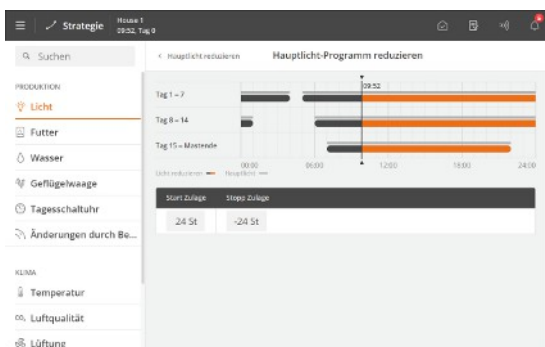 Strategie
House 1
09:52, Tag 0
Suchen
Hauptlicht reduzieren
Hauptlicht-Programm reduzieren
PRODUKTION
Licht
Futter
Wasser
Geflügelwaage
Tagesschaltuhr
Änderungen durch Be...
KLIMA
Temperatur
Luftqualität
Lüftung
09:52
Tag 1 – 7
Tag 8 – 14
Tag 15 – Mastende
00:00 06:00 12:00 18:00 24:00
Licht reduzieren Hauptlicht
Start Zulage Stopp Zulage
24 St -24 St